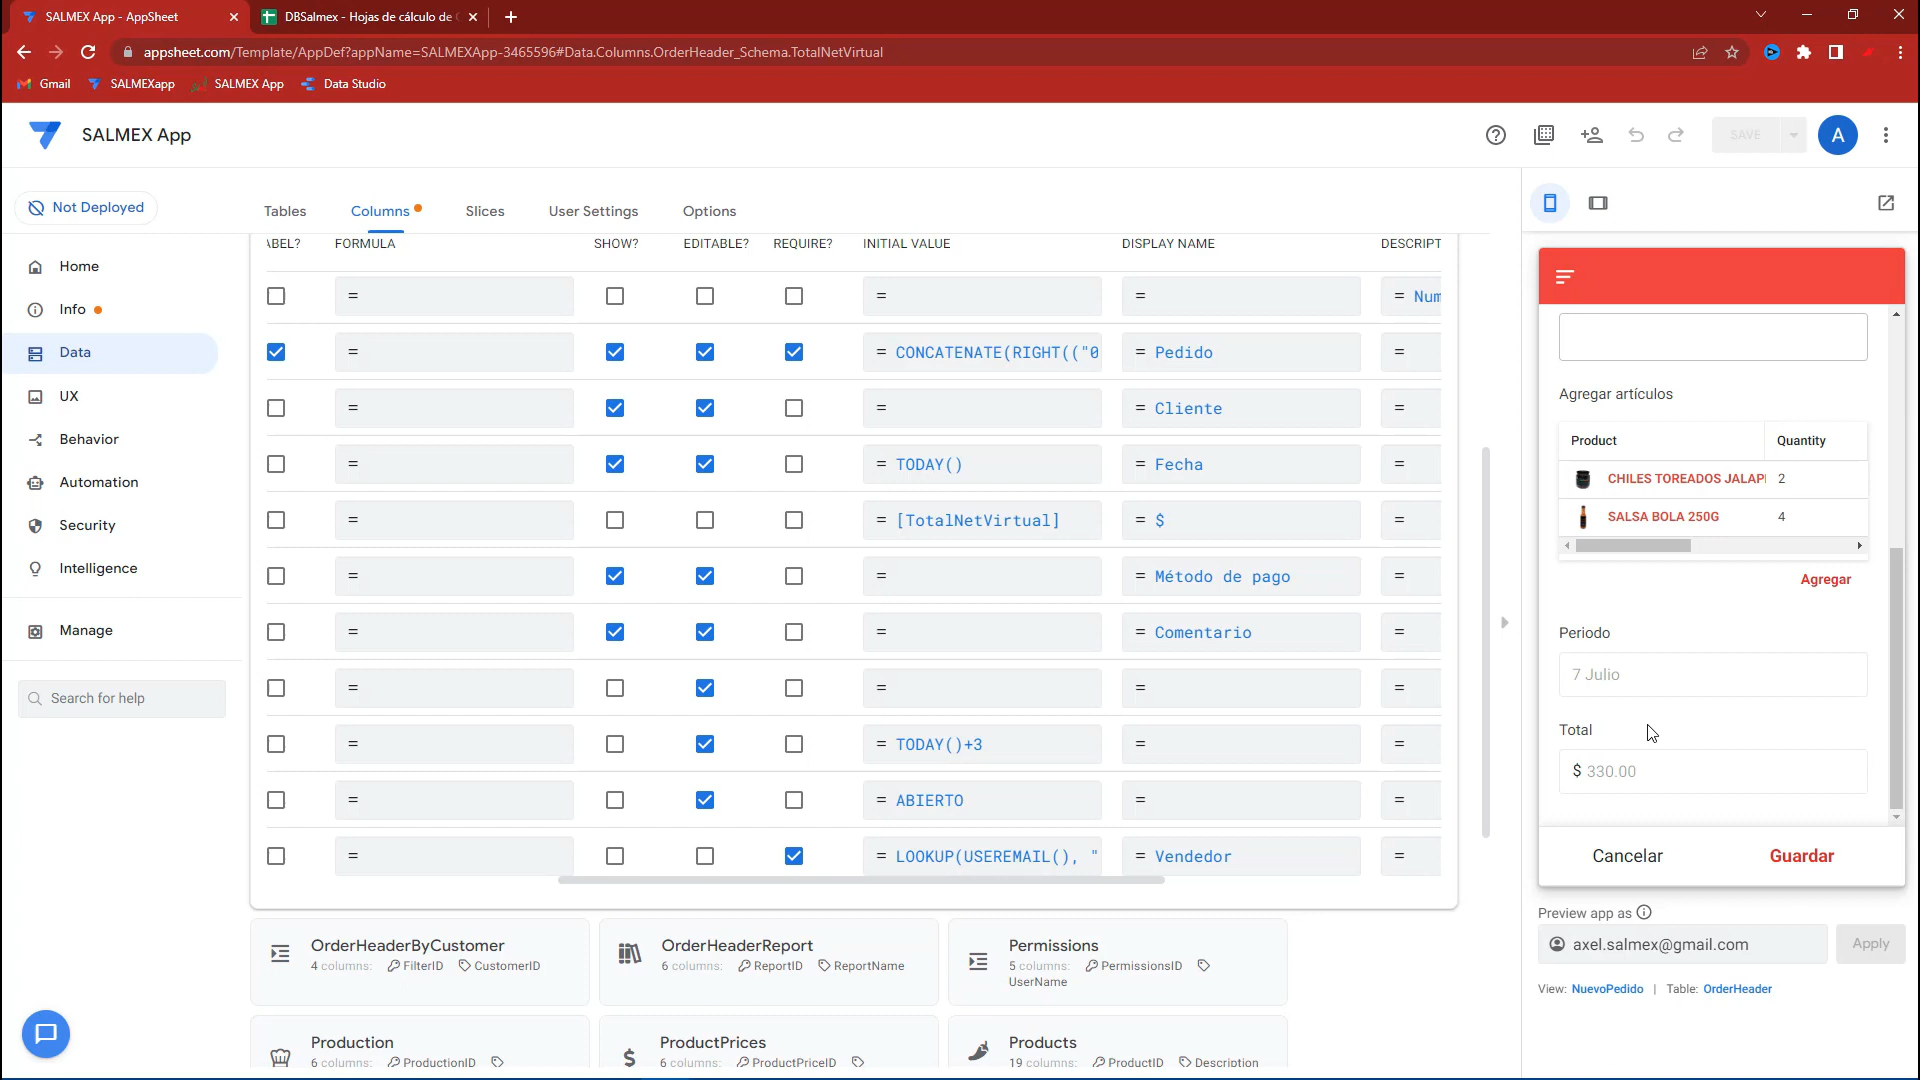 SALMEX App - AppSheet
DBSalmex - Hojas de cálculo de
appsheet.com/Template/AppDef?appName=SALMEXApp-3465596#Data.Columns.OrderHeader_Schema.TotalNetVirtual
Gmail SALMEXapp SALMEX App Data Studio
SALMEX App
SAVE
A
Not Deployed
Tables Columns Slices User Settings Options
Home
Info
Data
UX
Behavior
Automation
Security
Intelligence
Manage
Search for help
ABEL? FORMULA SHOW? EDITABLE? REQUIRE? INITIAL VALUE DISPLAY NAME DESCRIPT
= = = = Num
= = CONCATENATE(RIGHT(("0 = Pedido =
= = = Cliente =
= = TODAY() = Fecha =
= = [TotalNetVirtual] = $ =
= = = Método de pago =
= = = Comentario =
= = = =
= = TODAY()+3 = =
= = ABIERTO = =
= = LOOKUP(USEREMAIL(), " = Vendedor =
OrderHeaderByCustomer
4 columns: FilterID CustomerID
OrderHeaderReport
6 columns: ReportID ReportName
Permissions
5 columns: PermissionsID
UserName
Production
6 columns: ProductionID
ProductPrices
6 columns: ProductPriceID
Products
19 columns: ProductID Description
Agregar artículos
Product Quantity
CHILES TOREADOS JALAP 2
SALSA BOLA 250G 4
Agregar
Periodo
7 Julio
Total
$ 330.00
Cancelar Guardar
Preview app as
axel.salmex@gmail.com Apply
View: NuevoPedido | Table: OrderHeader